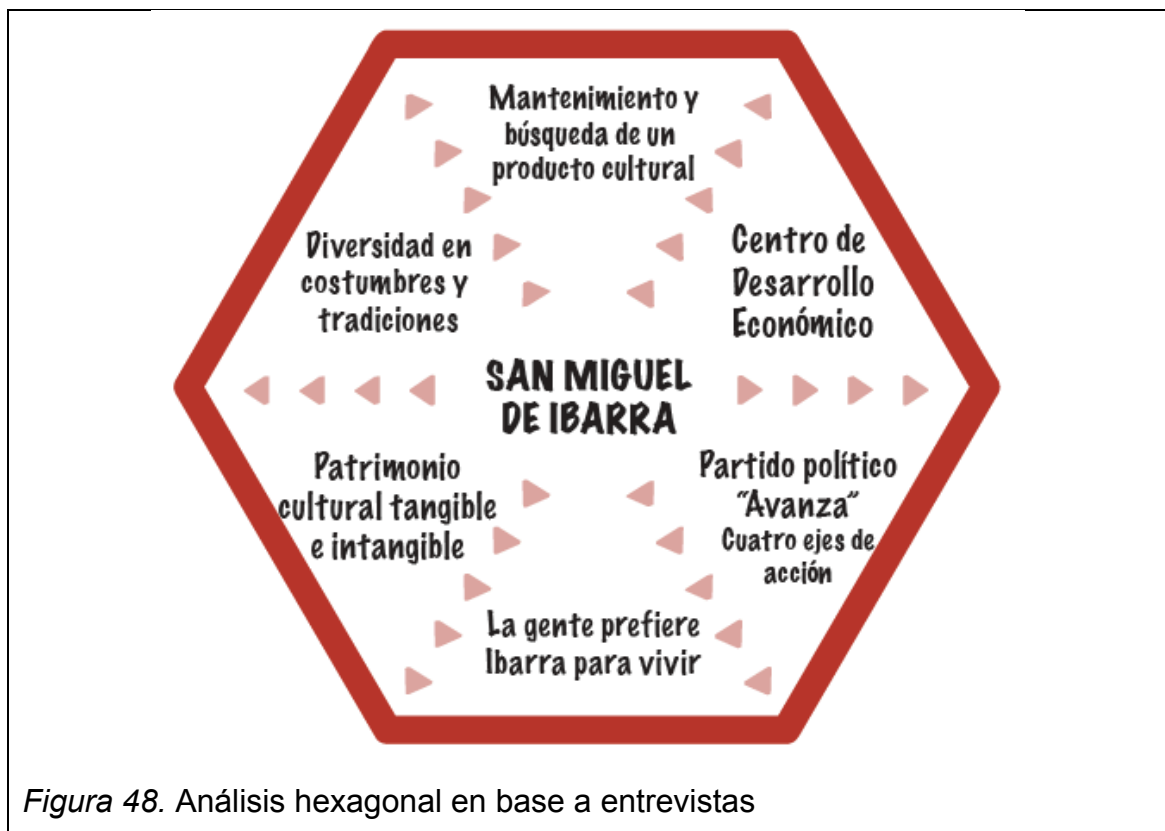 Mantenimiento y
búsqueda de un
producto cultural
Diversidad en
costumbres y
tradiciones
Centro de
Desarrollo
Económico
SAN MIGUEL
DE IBARRA
Patrimonio
cultural tangible
e intangible
Partido político
"Avanza"
Cuatro ejes de
acción
La gente prefiere
Ibarra para vivir
Figura 48. Análisis hexagonal en base a entrevistas